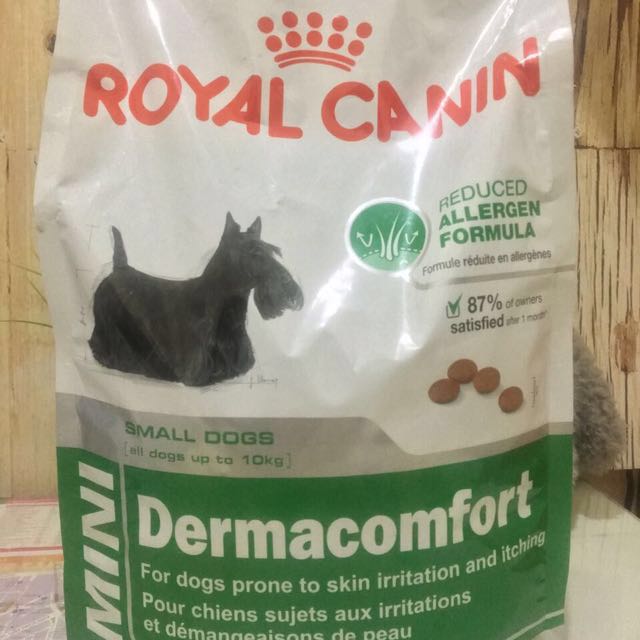 ROYAL CANIN
REDUCED
ALLERGEN
FORMULA
Formule réduite en allergènes
87% of owners
satisfied after 1 month*
SMALL DOGS
[all dogs up to 10kg]
MINI
Dermacomfort
For dogs prone to skin irritation and itching
Pour chiens sujets aux irritations
et démangeaisons de peau